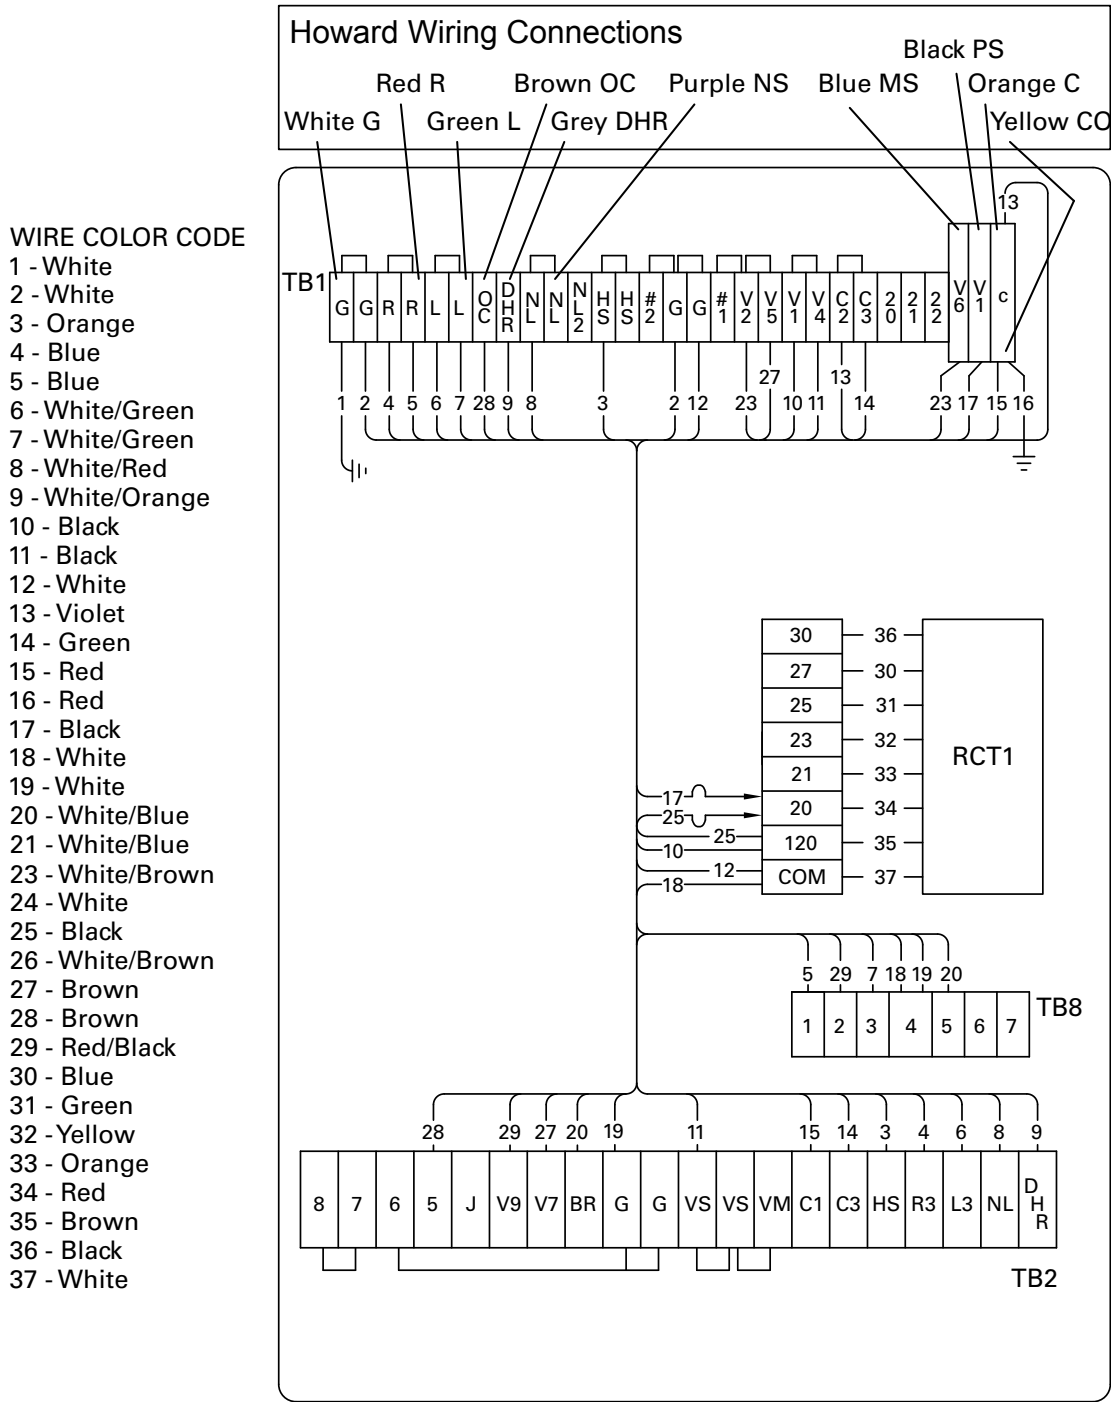 Howard Wiring Connections
Black PS
Red R Brown OC Purple NS Blue MS Orange C
White G Green L Grey DHR Yellow CO
WIRE COLOR CODE
1 - White
2 - White
3 - Orange
4 - Blue
5 - Blue
6 - White/Green
7 - White/Green
8 - White/Red
9 - White/Orange
10 - Black
11 - Black
12 - White
13 - Violet
14 - Green
15 - Red
16 - Red
17 - Black
18 - White
19 - White
20 - White/Blue
21 - White/Blue
23 - White/Brown
24 - White
25 - Black
26 - White/Brown
27 - Brown
28 - Brown
29 - Red/Black
30 - Blue
31 - Green
32 - Yellow
33 - Orange
34 - Red
35 - Brown
36 - Black
37 - White
13
TB1 G G R R L L OC DHR NL NL NL2 HS HS #2 G G #1 V2 V5 V1 V4 C2 C3 20 21 22 V6 V1 c
27 13
1 2 4 5 6 7 28 9 8 3 2 12 23 10 11 14 23 17 15 16
30 36
27 30
25 31
23 32
RCT1
21 33
17 20 34
25
25 120 35
10
12 COM 37
18
5 29 7 18 19 20
TB8
1 2 3 4 5 6 7
28 29 27 20 19 11 15 14 3 4 6 8 9
8 7 6 5 J V9 V7 BR G G VS VS VM C1 C3 HS R3 L3 NL DHR
TB2